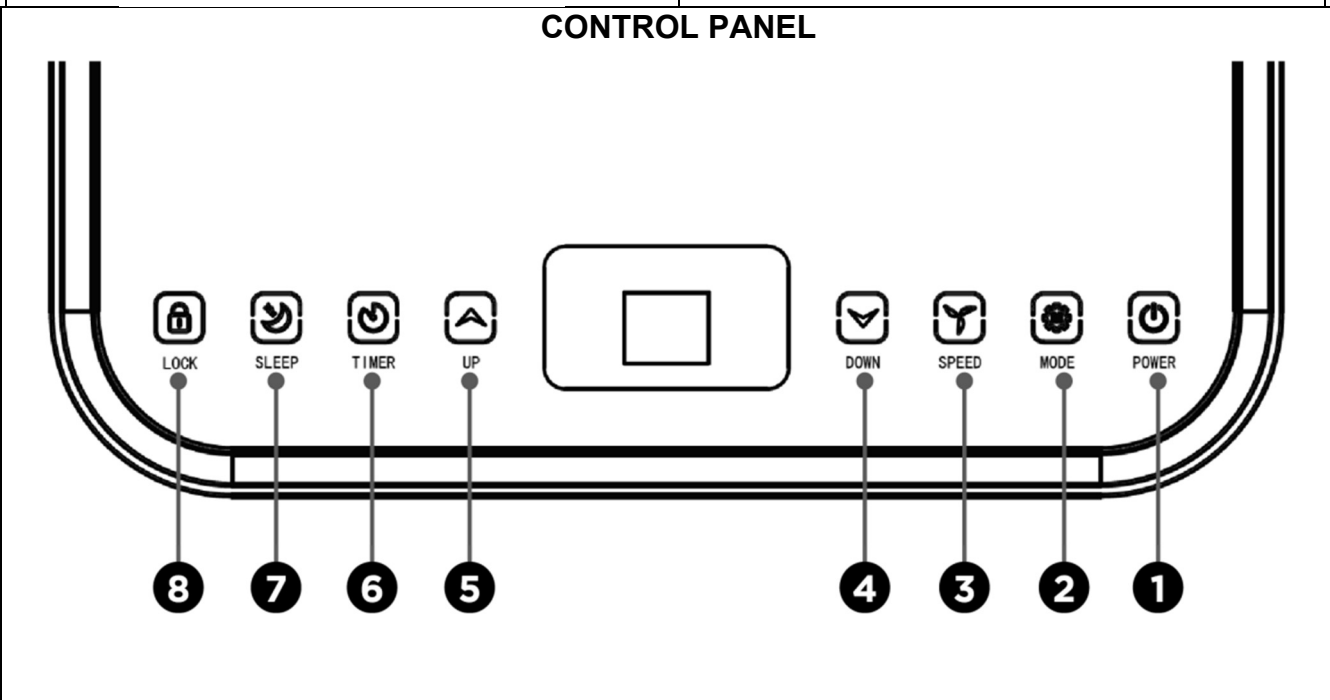 CONTROL PANEL
LOCK SLEEP TIMER UP DOWN SPEED MODE POWER
8 7 6 5 4 3 2 1